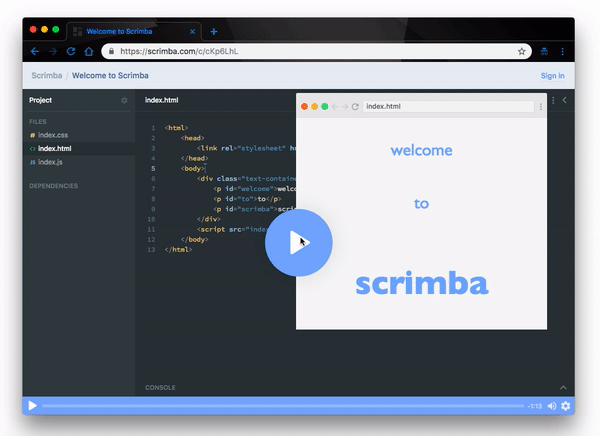 Welcome to Scrimba
https://scrimba.com/c/cKp6LhL
Scrimba / Welcome to Scrimba
Sign in
Project
FILES
# index.css
<> index.html
JS index.js
DEPENDENCIES
index.html
1 <html>
2 <head>
3 <link rel="stylesheet"
4 </head>
5 <body>
6 <div class="text-contain
7 <p id="welcome">welco
8 <p id="to">to</p>
9 <p id="scrimba">scri
10 </div>
11 <script src="inde
12 </body>
13 </html>
index.html
welcome
to
scrimba
CONSOLE
-1:13